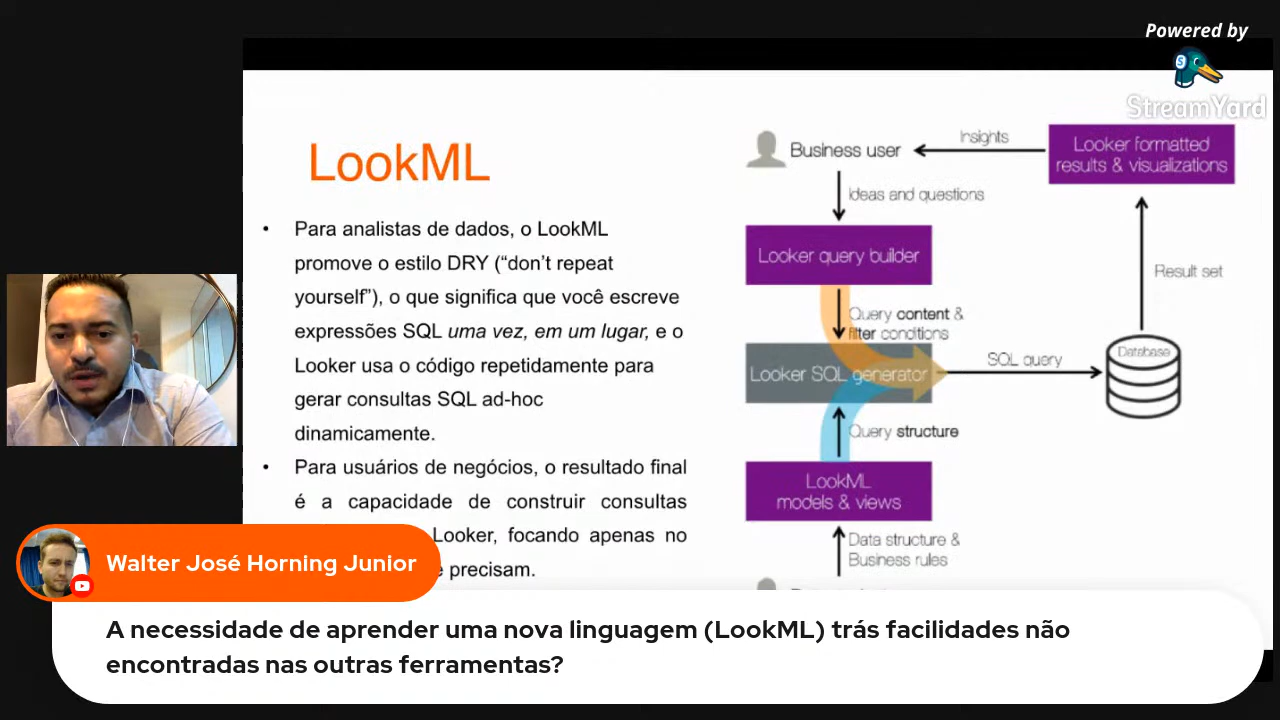 Powered by
StreamYard
LookML
• Para analistas de dados, o LookML
promove o estilo DRY (“don’t repeat
yourself”), o que significa que você escreve
expressões SQL uma vez, em um lugar, e o
Looker usa o código repetidamente para
gerar consultas SQL ad-hoc
dinamicamente.
• Para usuários de negócios, o resultado final
é a capacidade de construir consultas
Looker, focando apenas no
precisam.
Business user
Insights
Looker formatted
results & visualizations
Ideas and questions
Looker query builder
Query content &
filter conditions
Result set
Looker SQL generator
SQL query
Database
Query structure
LookML
models & views
Data structure &
Business rules
Walter José Horning Junior
A necessidade de aprender uma nova linguagem (LookML) trás facilidades não
encontradas nas outras ferramentas?